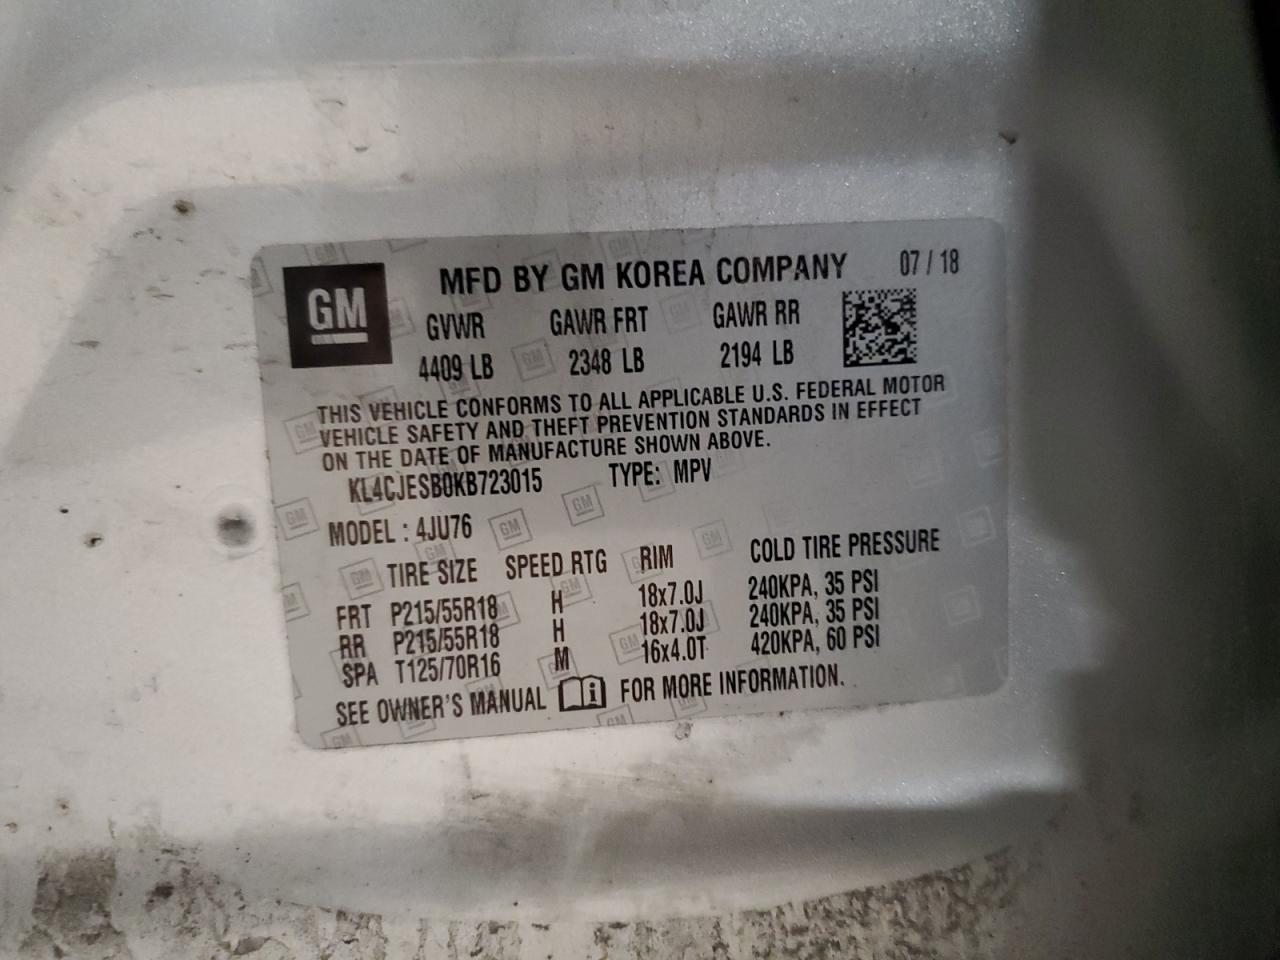 GM
MFD BY GM KOREA COMPANY 07 / 18
GVWR GAWR FRT GAWR RR
4409 LB 2348 LB 2194 LB
THIS VEHICLE CONFORMS TO ALL APPLICABLE U.S. FEDERAL MOTOR
VEHICLE SAFETY AND THEFT PREVENTION STANDARDS IN EFFECT
ON THE DATE OF MANUFACTURE SHOWN ABOVE.
KL4CJESB0KB723015 TYPE: MPV
MODEL : 4JU76
TIRE SIZE SPEED RTG RIM COLD TIRE PRESSURE
FRT P215/55R18 H 18x7.0J 240KPA, 35 PSI
RR P215/55R18 H 18x7.0J 240KPA, 35 PSI
SPA T125/70R16 M 16x4.0T 420KPA, 60 PSI
SEE OWNER'S MANUAL i FOR MORE INFORMATION.